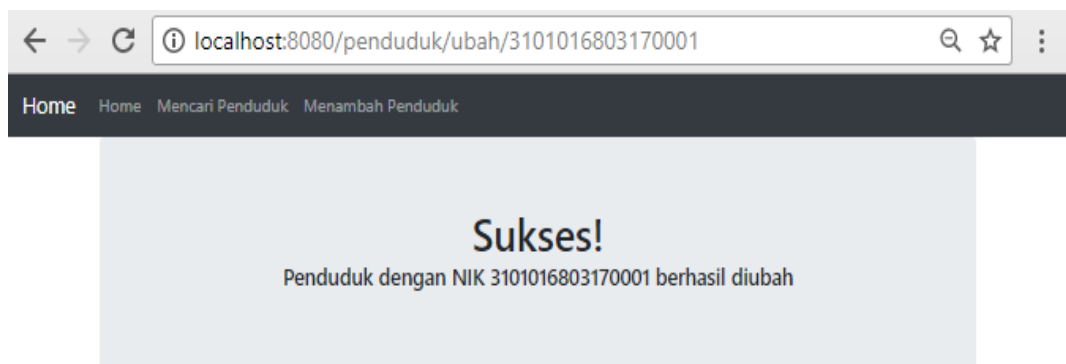 localhost:8080/penduduk/ubah/3101016803170001
Home Home Mencari Penduduk Menambah Penduduk
Sukses!
Penduduk dengan NIK 3101016803170001 berhasil diubah